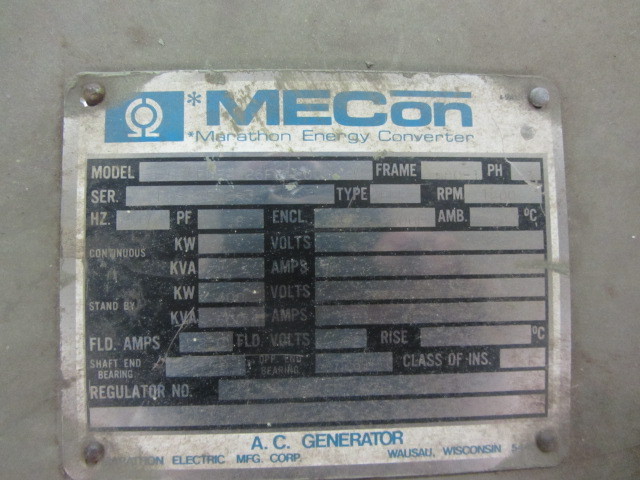 *MECon
*Marathon Energy Converter
MODEL FRAME PH
SER. TYPE RPM
HZ. PF ENCL. AMB. °C
KW VOLTS
CONTINUOUS
KVA AMPS
KW VOLTS
STAND BY
KVA AMPS
FLD. AMPS FLD. VOLTS RISE °C
SHAFT END BEARING OPP. END BEARING CLASS OF INS.
REGULATOR NO.
A.C. GENERATOR
ELECTRIC MFG. CORP. WAUSAU, WISCONSIN